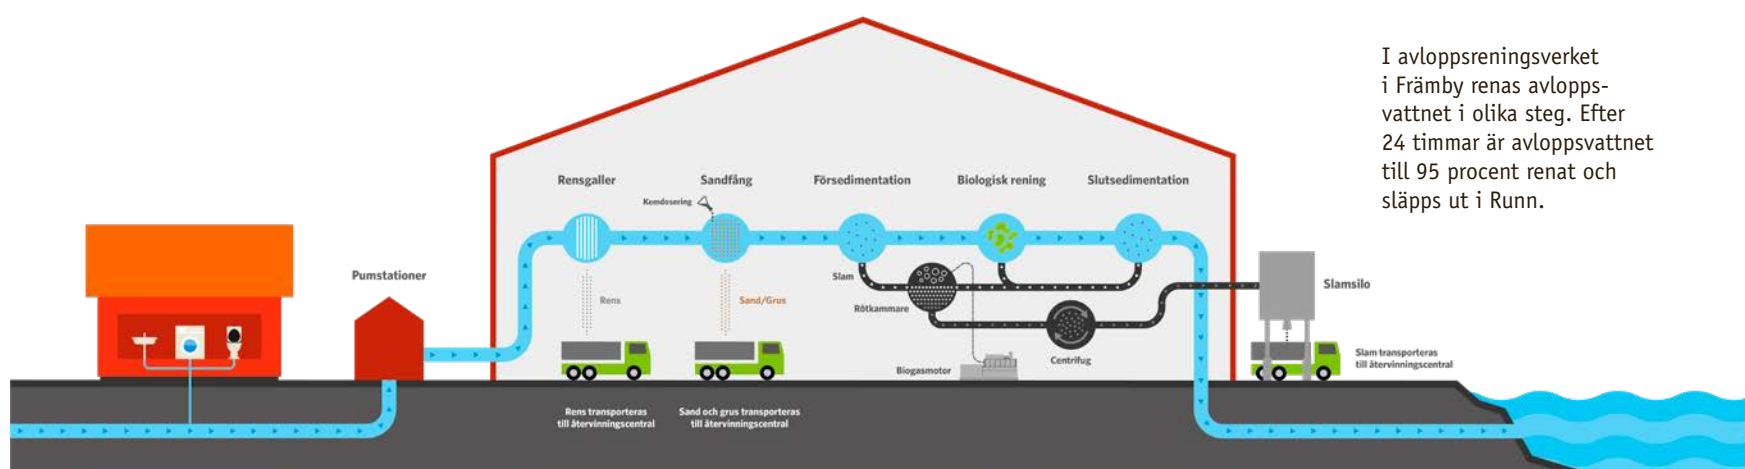 I avloppsreningsverket
i Främby renas avlopps-
vattnet i olika steg. Efter
24 timmar är avloppsvattnet
till 95 procent renat och
släpps ut i Runn.
Rensgaller
Sandfång
Försedimentation
Biologisk rening
Slutsedimentation
Kemdosering
Pumstationer
Slam
Slamsilo
Rens
Sand/Grus
Rötkammare
Centrifug
Biogasmotor
Slam transporteras
till återvinningscentral
Rens transporteras
till återvinningscentral
Sand och grus transporteras
till återvinningscentral